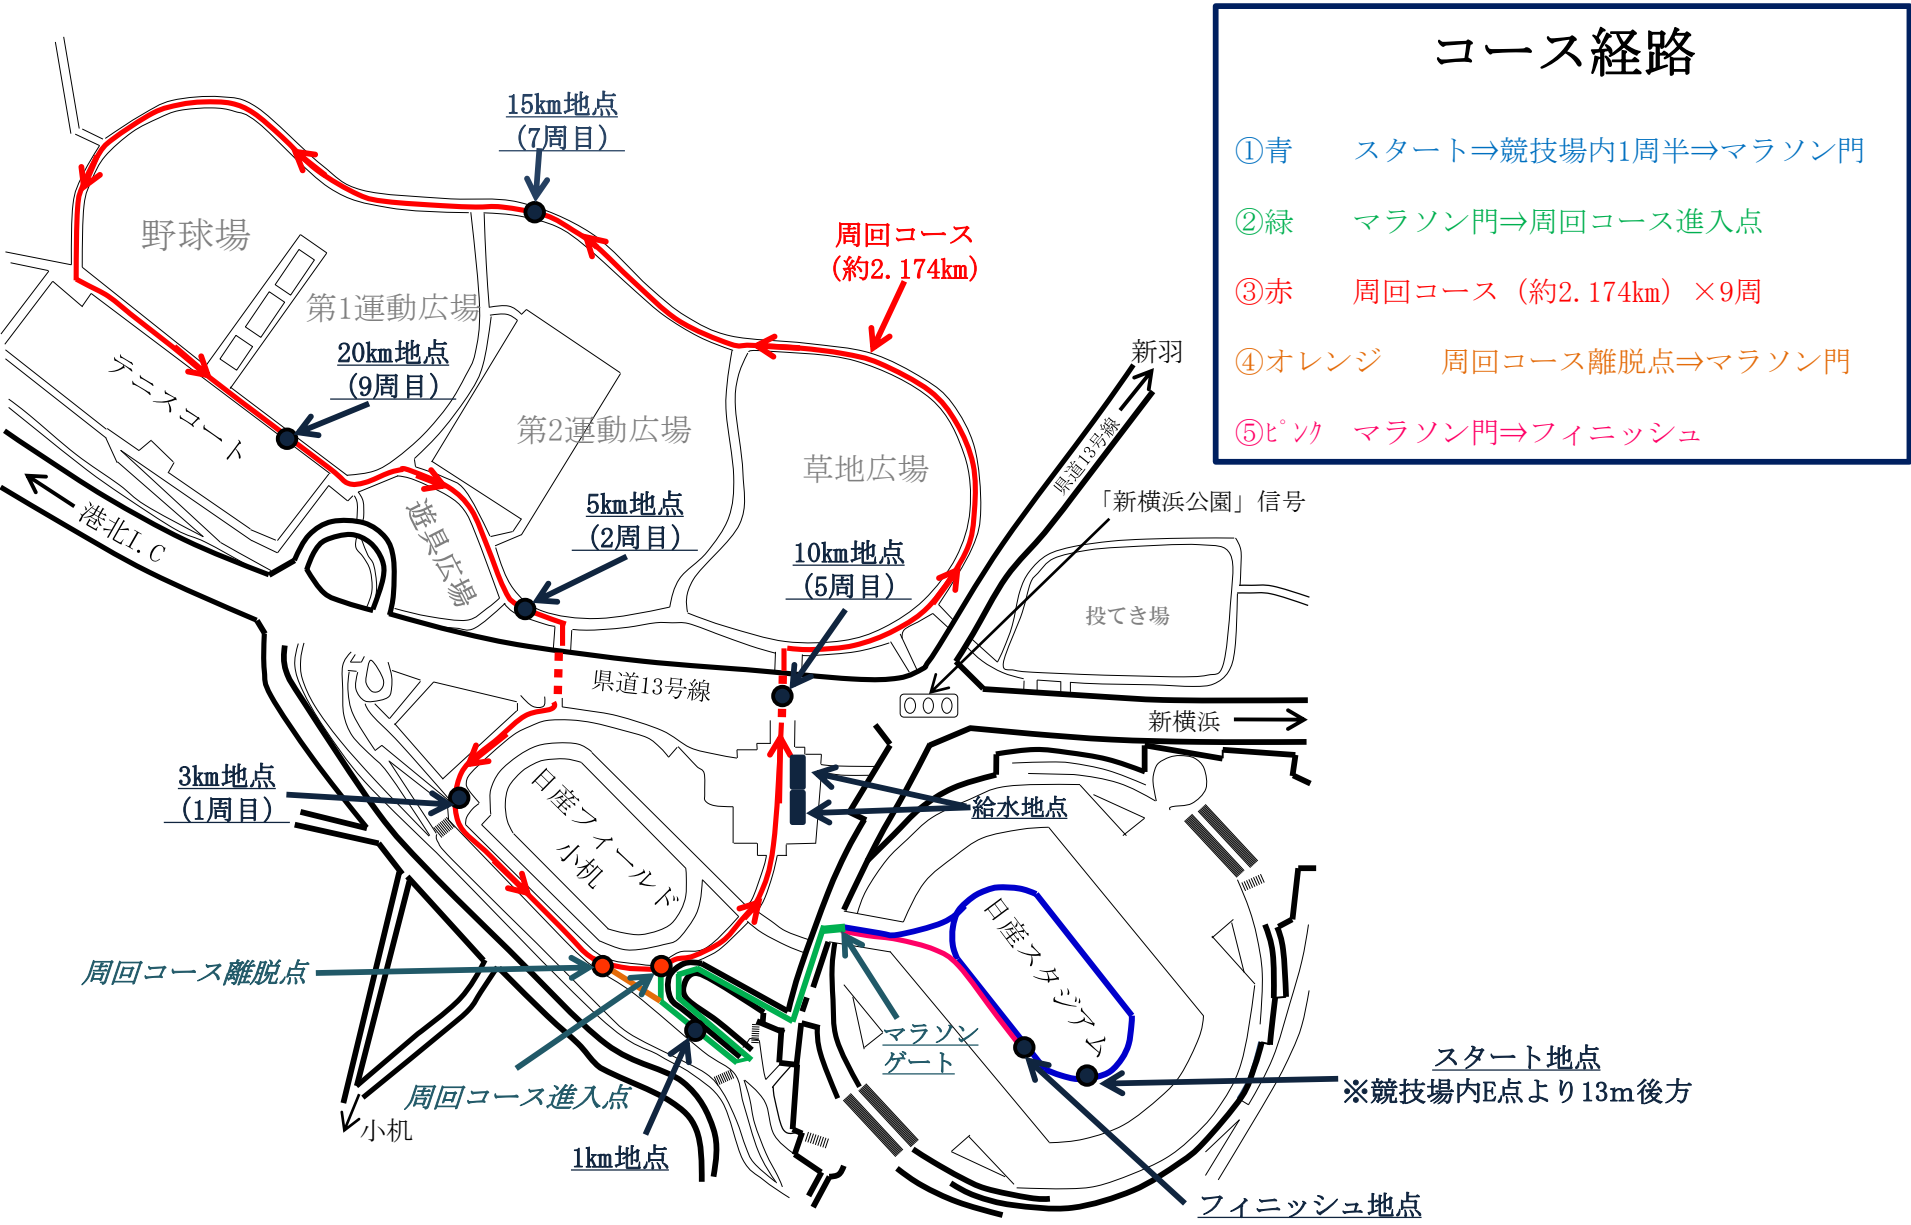 コース経路
①青 スタート⇒競技場内1周半⇒マラソン門
②緑 マラソン門⇒周回コース進入点
③赤 周回コース（約2.174km）×9周
④オレンジ 周回コース離脱点⇒マラソン門
⑤ﾋﾟﾝｸ マラソン門⇒フィニッシュ
15km地点
（7周目）
野球場
周回コース
（約2.174km）
第1運動広場
20km地点
（9周目）
テニスコート
第2運動広場
草地広場
新羽
県道13号線
「新横浜公園」信号
港北I.C
遊具広場
5km地点
（2周目）
10km地点
（5周目）
投てき場
県道13号線
新横浜
3km地点
（1周目）
日産フィールド
小机
給水地点
日産スタジアム
周回コース離脱点
マラソン
ゲート
周回コース進入点
小机
1km地点
スタート地点
※競技場内E点より13m後方
フィニッシュ地点